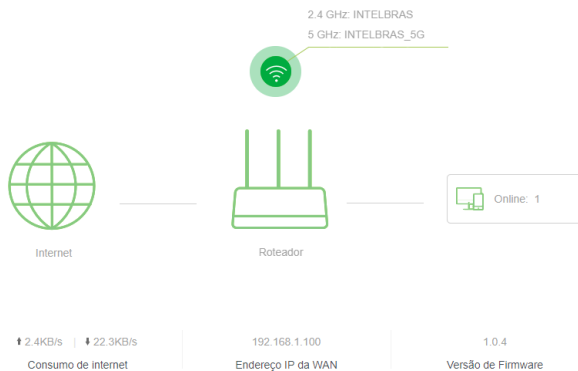 2.4 GHz: INTELBRAS
5 GHz: INTELBRAS_5G
Online: 1
Internet
Roteador
2.4KB/s | 22.3KB/s
192.168.1.100
1.0.4
Consumo de internet
Endereço IP da WAN
Versão de Firmware